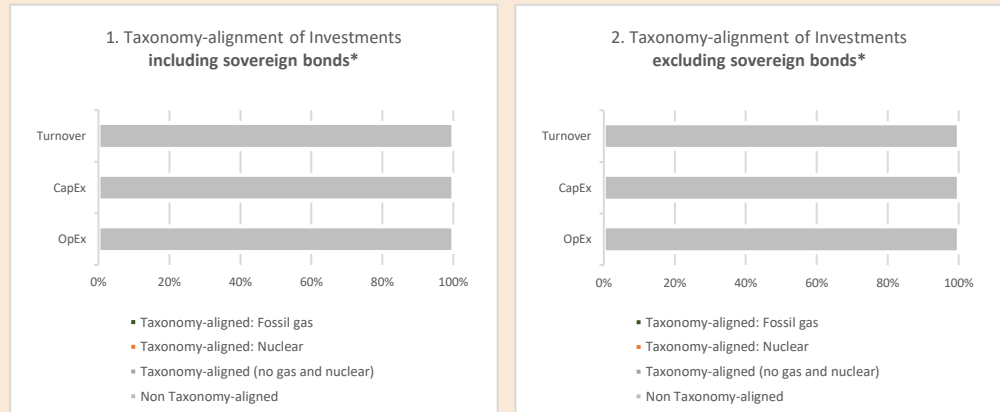 1. Taxonomy-alignment of Investments
including sovereign bonds*
Turnover
CapEx
OpEx
0% 20% 40% 60% 80% 100%
Taxonomy-aligned: Fossil gas
Taxonomy-aligned: Nuclear
Taxonomy-aligned (no gas and nuclear)
Non Taxonomy-aligned
2. Taxonomy-alignment of Investments
excluding sovereign bonds*
Turnover
CapEx
OpEx
0% 20% 40% 60% 80% 100%
Taxonomy-aligned: Fossil gas
Taxonomy-aligned: Nuclear
Taxonomy-aligned (no gas and nuclear)
Non Taxonomy-aligned